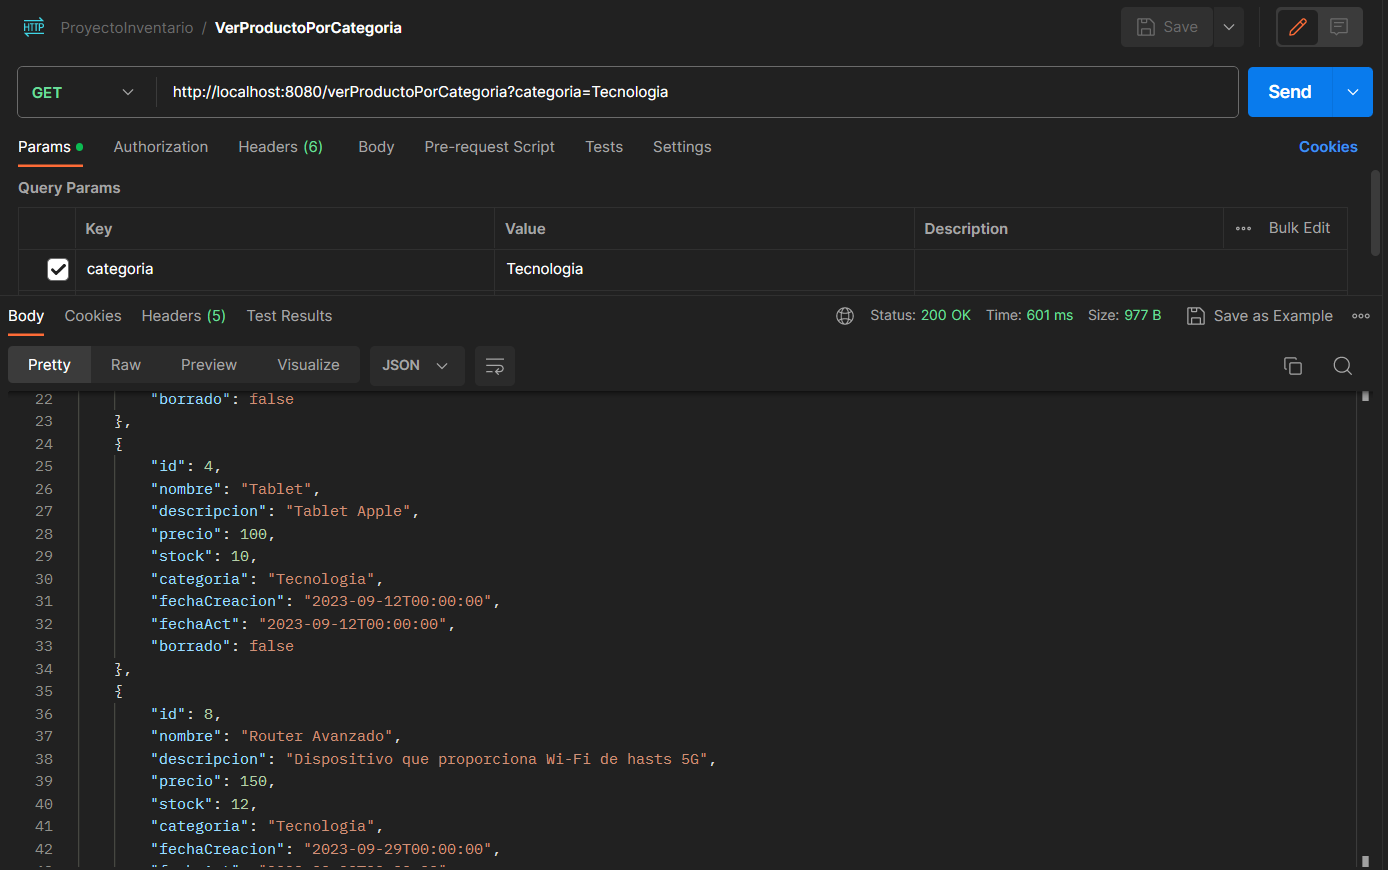 HTTP ProyectoInventario / VerProductoPorCategoria Save
GET http://localhost:8080/verProductoPorCategoria?categoria=Tecnologia Send
Params Authorization Headers (6) Body Pre-request Script Tests Settings Cookies
Query Params
Key Value Description Bulk Edit
categoria Tecnologia
Body Cookies Headers (5) Test Results Status: 200 OK Time: 601 ms Size: 977 B Save as Example
Pretty Raw Preview Visualize JSON
22 "borrado": false
23 },
24 {
25 "id": 4,
26 "nombre": "Tablet",
27 "descripcion": "Tablet Apple",
28 "precio": 100,
29 "stock": 10,
30 "categoria": "Tecnologia",
31 "fechaCreacion": "2023-09-12T00:00:00",
32 "fechaAct": "2023-09-12T00:00:00",
33 "borrado": false
34 },
35 {
36 "id": 8,
37 "nombre": "Router Avanzado",
38 "descripcion": "Dispositivo que proporciona Wi-Fi de hasts 5G",
39 "precio": 150,
40 "stock": 12,
41 "categoria": "Tecnologia",
42 "fechaCreacion": "2023-09-29T00:00:00",